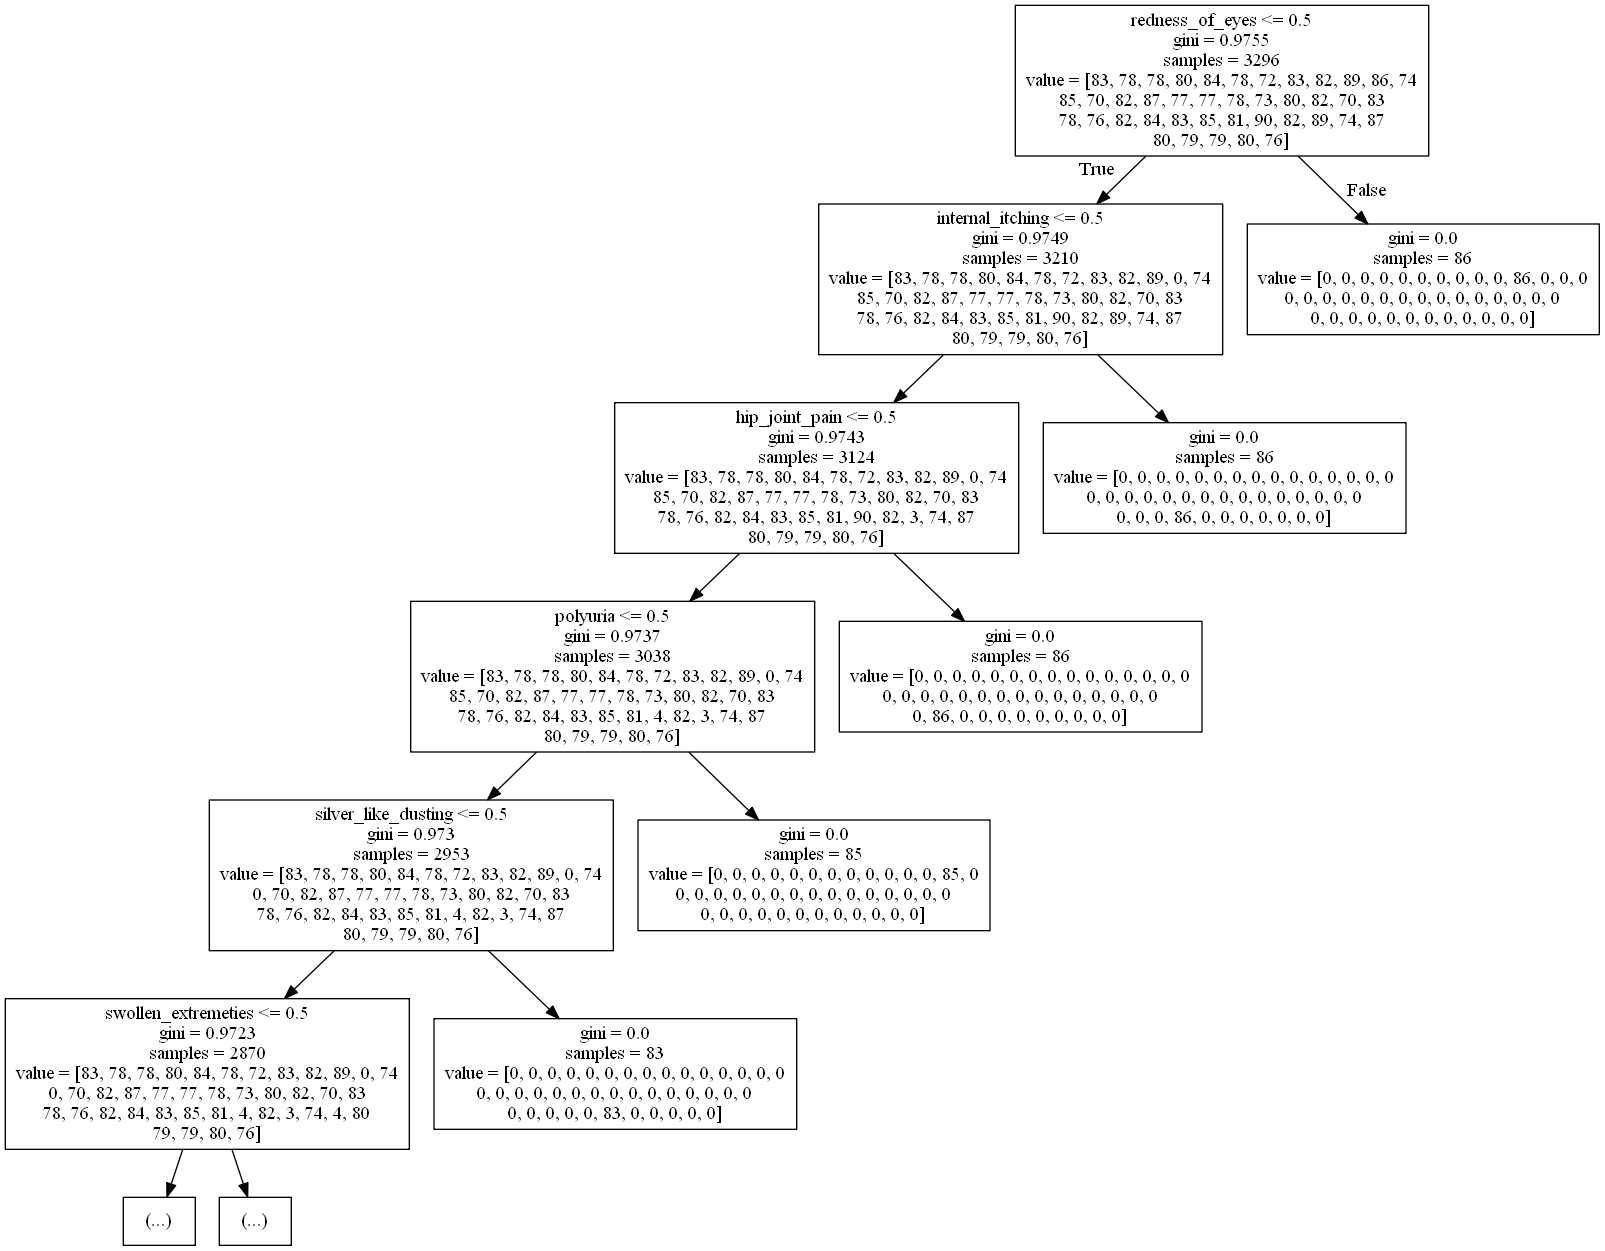 redness_of_eyes <= 0.5
gini = 0.9755
samples = 3296
value = [83, 78, 78, 80, 84, 78, 72, 83, 82, 89, 86, 74
85, 70, 82, 87, 77, 77, 78, 73, 80, 82, 70, 83
78, 76, 82, 84, 83, 85, 81, 90, 82, 89, 74, 87
80, 79, 79, 80, 76]
True
False
internal_itching <= 0.5
gini = 0.9749
samples = 3210
value = [83, 78, 78, 80, 84, 78, 72, 83, 82, 89, 0, 74
85, 70, 82, 87, 77, 77, 78, 73, 80, 82, 70, 83
78, 76, 82, 84, 83, 85, 81, 90, 82, 89, 74, 87
80, 79, 79, 80, 76]
gini = 0.0
samples = 86
value = [0, 0, 0, 0, 0, 0, 0, 0, 0, 0, 86, 0, 0, 0
0, 0, 0, 0, 0, 0, 0, 0, 0, 0, 0, 0, 0, 0, 0
0, 0, 0, 0, 0, 0, 0, 0, 0, 0, 0, 0]
hip_joint_pain <= 0.5
gini = 0.9743
samples = 3124
value = [83, 78, 78, 80, 84, 78, 72, 83, 82, 89, 0, 74
85, 70, 82, 87, 77, 77, 78, 73, 80, 82, 70, 83
78, 76, 82, 84, 83, 85, 81, 90, 82, 3, 74, 87
80, 79, 79, 80, 76]
gini = 0.0
samples = 86
value = [0, 0, 0, 0, 0, 0, 0, 0, 0, 0, 0, 0, 0, 0, 0
0, 0, 0, 0, 0, 0, 0, 0, 0, 0, 0, 0, 0, 0, 0
0, 0, 0, 86, 0, 0, 0, 0, 0, 0, 0]
polyuria <= 0.5
gini = 0.9737
samples = 3038
value = [83, 78, 78, 80, 84, 78, 72, 83, 82, 89, 0, 74
85, 70, 82, 87, 77, 77, 78, 73, 80, 82, 70, 83
78, 76, 82, 84, 83, 85, 81, 4, 82, 3, 74, 87
80, 79, 79, 80, 76]
gini = 0.0
samples = 86
value = [0, 0, 0, 0, 0, 0, 0, 0, 0, 0, 0, 0, 0, 0, 0
0, 0, 0, 0, 0, 0, 0, 0, 0, 0, 0, 0, 0, 0, 0
0, 86, 0, 0, 0, 0, 0, 0, 0, 0, 0]
silver_like_dusting <= 0.5
gini = 0.973
samples = 2953
value = [83, 78, 78, 80, 84, 78, 72, 83, 82, 89, 0, 74
0, 70, 82, 87, 77, 77, 78, 73, 80, 82, 70, 83
78, 76, 82, 84, 83, 85, 81, 4, 82, 3, 74, 87
80, 79, 79, 80, 76]
gini = 0.0
samples = 85
value = [0, 0, 0, 0, 0, 0, 0, 0, 0, 0, 0, 0, 85, 0
0, 0, 0, 0, 0, 0, 0, 0, 0, 0, 0, 0, 0, 0, 0
0, 0, 0, 0, 0, 0, 0, 0, 0, 0, 0, 0]
swollen_extremeties <= 0.5
gini = 0.9723
samples = 2870
value = [83, 78, 78, 80, 84, 78, 72, 83, 82, 89, 0, 74
0, 70, 82, 87, 77, 77, 78, 73, 80, 82, 70, 83
78, 76, 82, 84, 83, 85, 81, 4, 82, 3, 74, 4, 80
79, 79, 80, 76]
gini = 0.0
samples = 83
value = [0, 0, 0, 0, 0, 0, 0, 0, 0, 0, 0, 0, 0, 0, 0
0, 0, 0, 0, 0, 0, 0, 0, 0, 0, 0, 0, 0, 0, 0
0, 0, 0, 0, 0, 83, 0, 0, 0, 0, 0]
(...)
(...)